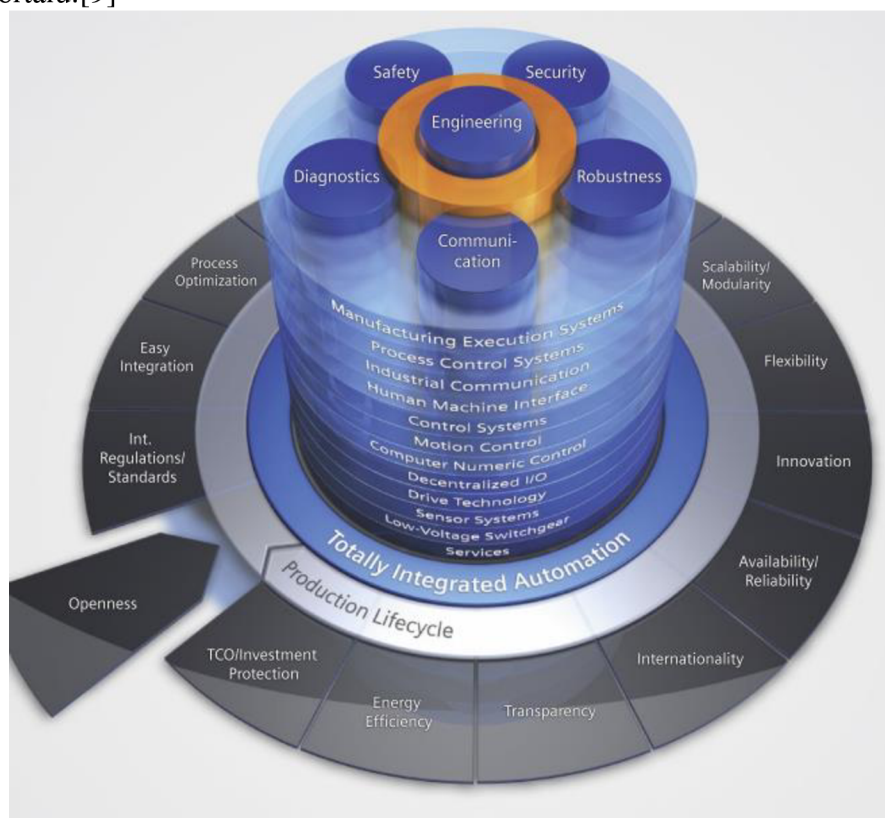 Safety
Security
Engineering
Diagnostics
Robustness
Communi-
cation
Manufacturing Execution Systems
Process Control Systems
Industrial Communication
Human Machine Interface
Control Systems
Motion Control
Computer Numeric Control
Decentralized I/O
Drive Technology
Sensor Systems
Low-Voltage Switchgear
Services
Totally Integrated Automation
Production Lifecycle
Process
Optimization
Easy
Integration
Int.
Regulations/
Standards
Openness
TCO/Investment
Protection
Energy
Efficiency
Transparency
Internationality
Availability/
Reliability
Innovation
Flexibility
Scalability/
Modularity